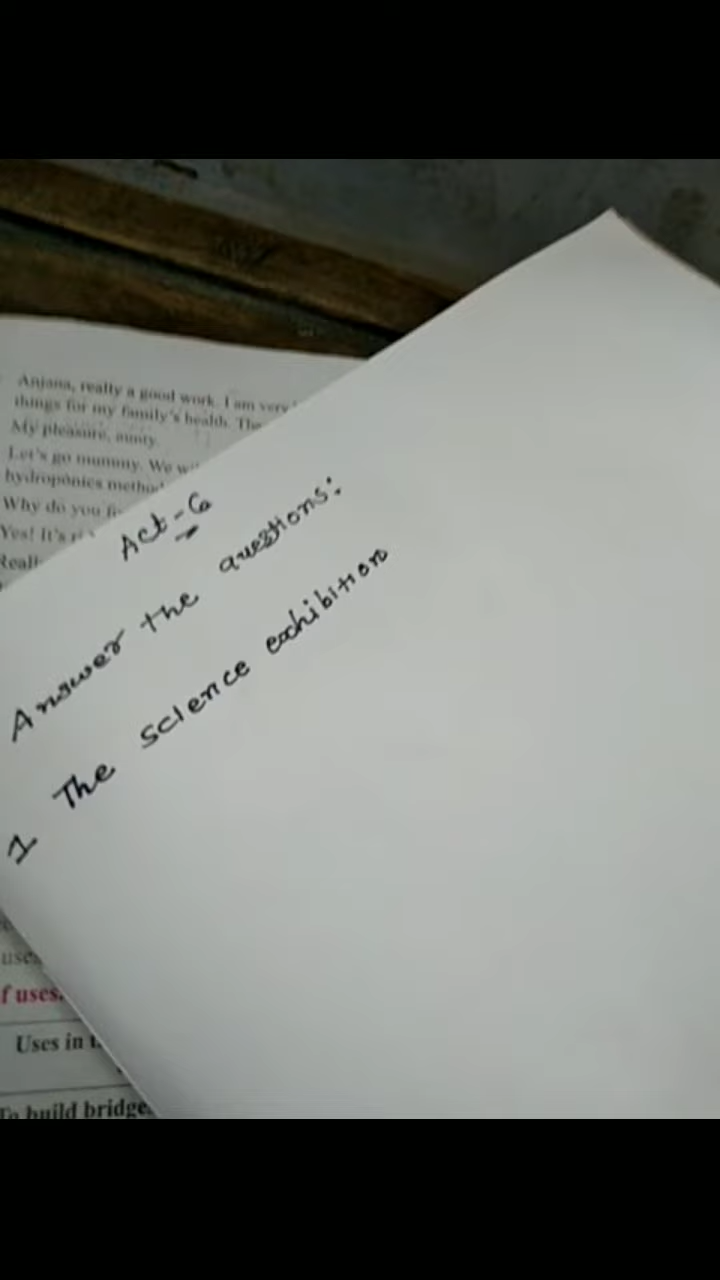 Anjana, really a good work. I am very
things for my family's health. The
My pleasure, aunty.
Let's go mummy. We
hydroponics method
Why do you
Yes! It's
Act-6
Answer the questions:
1 The science exhibition
uses
f uses.
Uses in
To build bridge